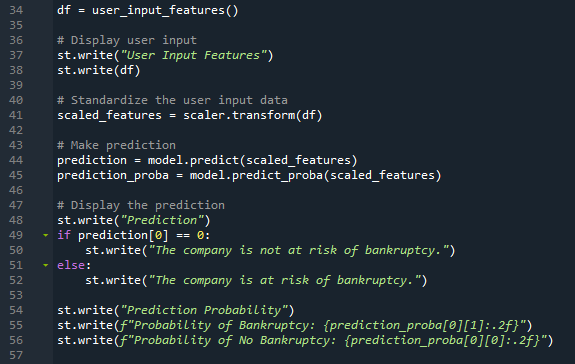 34 df = user_input_features()
35
36 # Display user input
37 st.write("User Input Features")
38 st.write(df)
39
40 # Standardize the user input data
41 scaled_features = scaler.transform(df)
42
43 # Make prediction
44 prediction = model.predict(scaled_features)
45 prediction_proba = model.predict_proba(scaled_features)
46
47 # Display the prediction
48 st.write("Prediction")
49 if prediction[0] == 0:
50     st.write("The company is not at risk of bankruptcy.")
51 else:
52     st.write("The company is at risk of bankruptcy.")
53
54 st.write("Prediction Probability")
55 st.write(f"Probability of Bankruptcy: {prediction_proba[0][1]:.2f}")
56 st.write(f"Probability of No Bankruptcy: {prediction_proba[0][0]:.2f}")
57